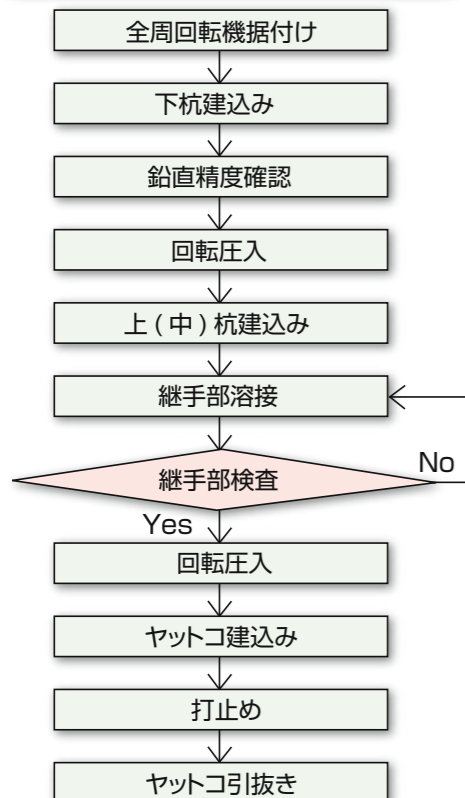 全周回転機据付け
下杭建込み
鉛直精度確認
回転圧入
上(中)杭建込み
継手部溶接
継手部検査
No
Yes
回転圧入
ヤットコ建込み
打止め
ヤットコ引抜き